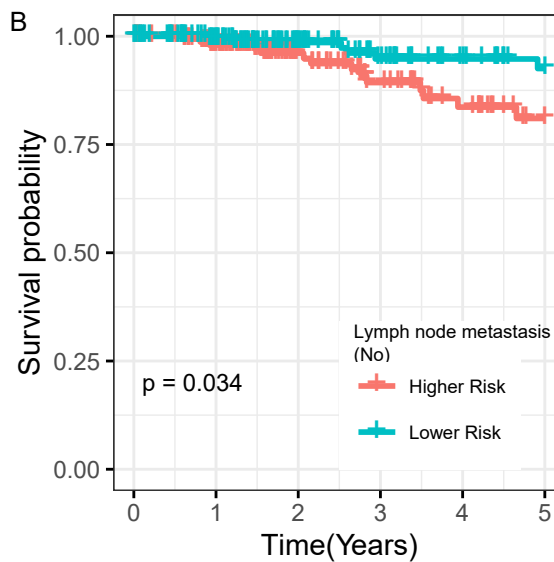 B
Survival probability
1.00
0.75
0.50
0.25
0.00
p = 0.034
Lymph node metastasis
(No)
Higher Risk
Lower Risk
0 1 2 3 4 5
Time(Years)